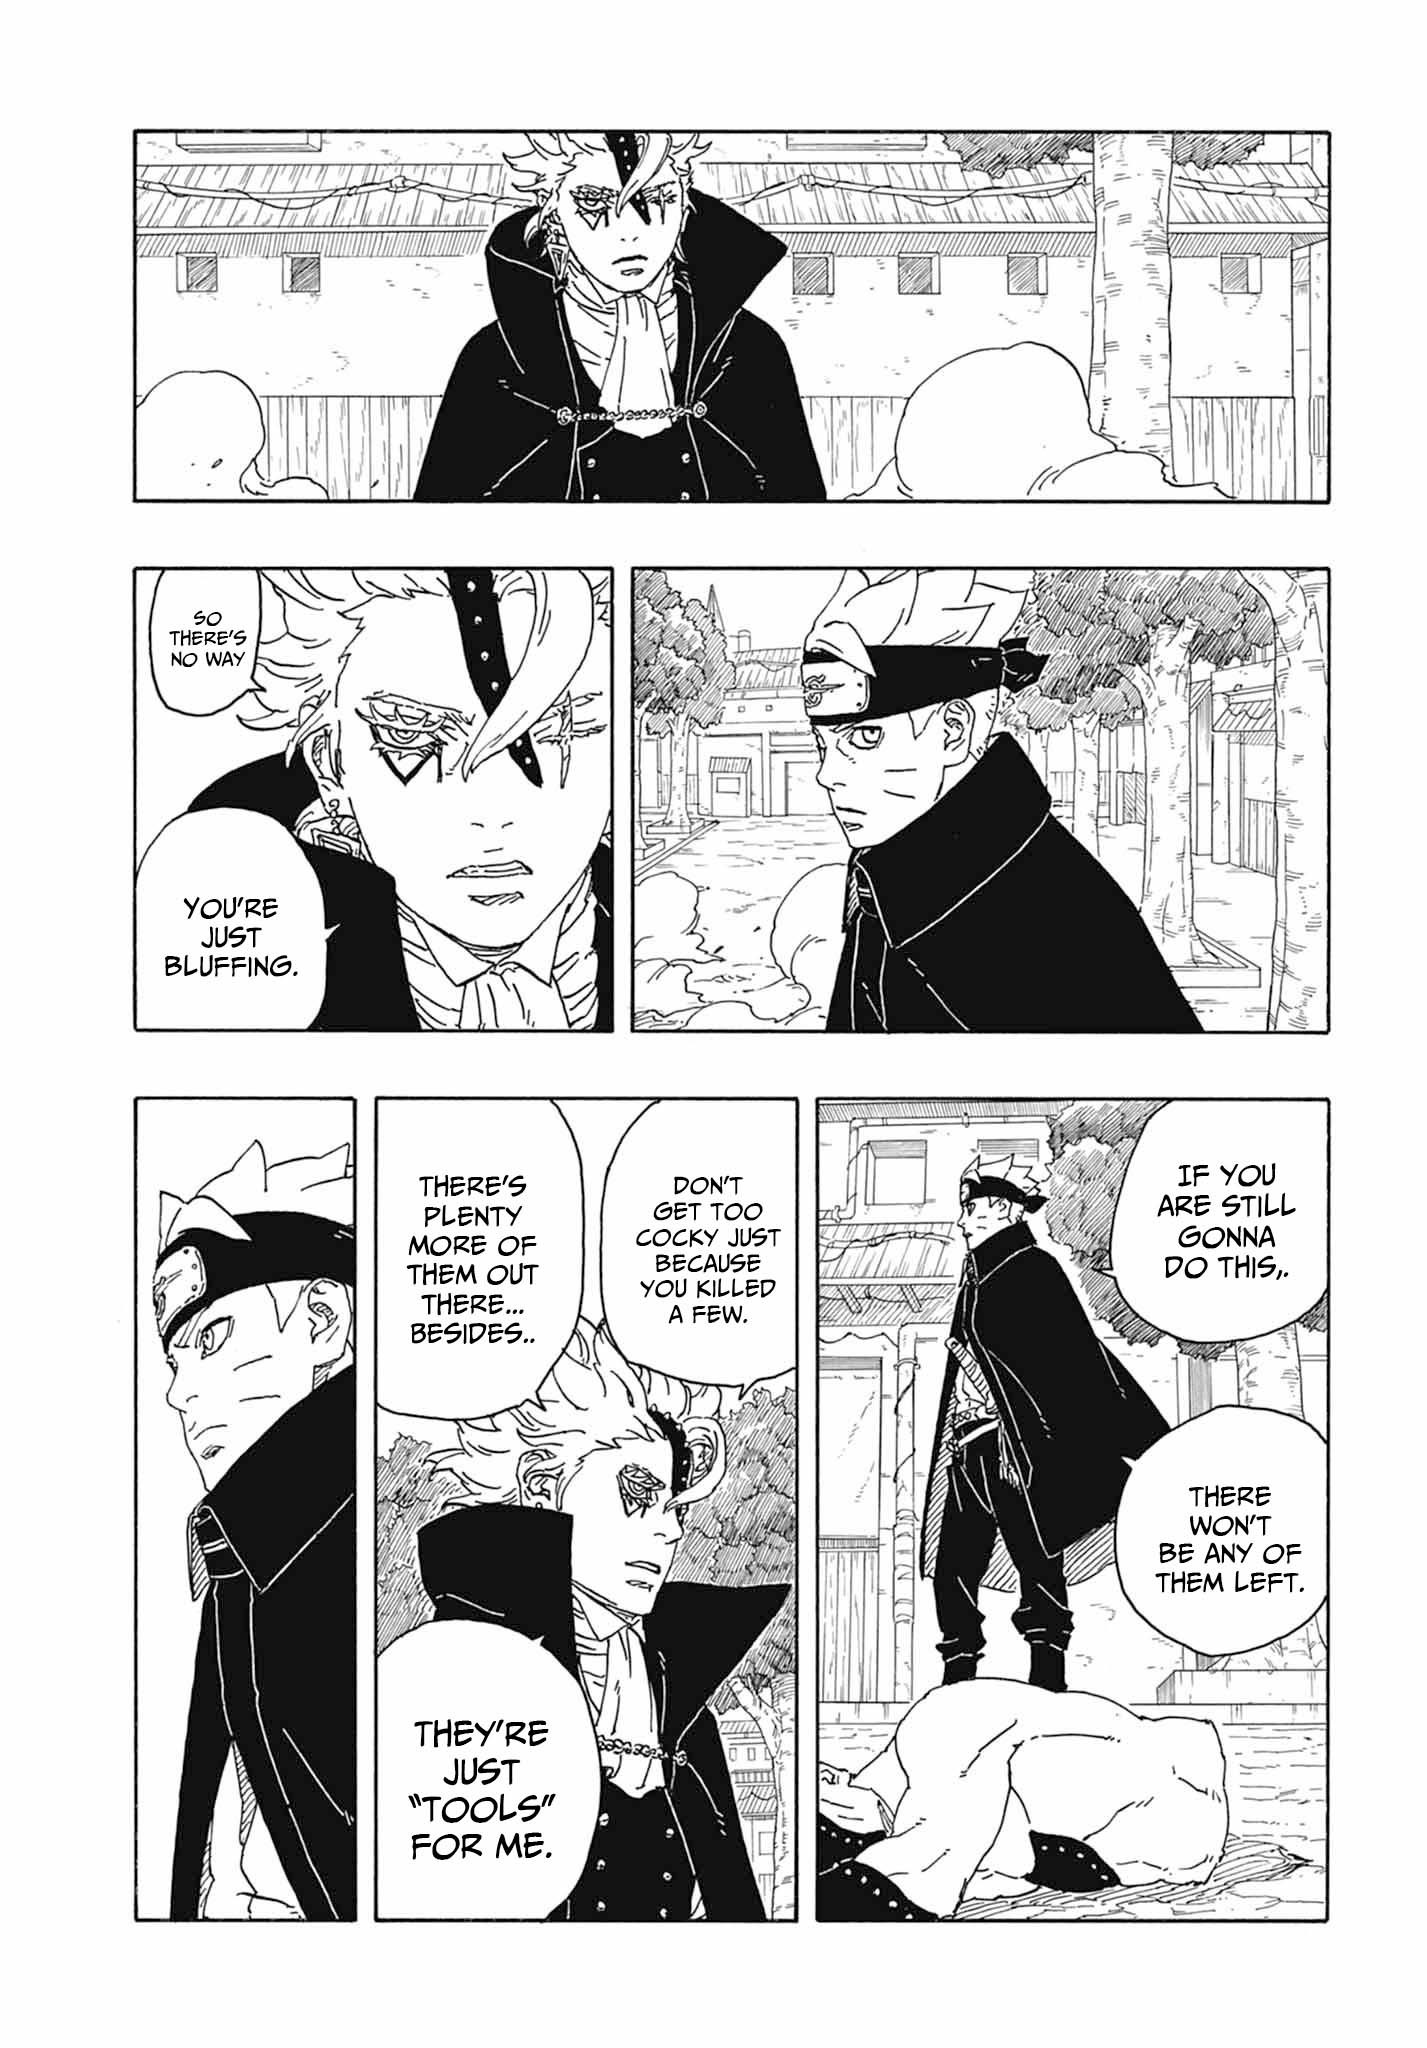 SO
THERE'S
NO WAY
YOU'RE
JUST
BLUFFING.
IF YOU
ARE STILL
GONNA
DO THIS,.
THERE
WON'T
BE ANY OF
THEM LEFT.
DON'T
GET TOO
COCKY JUST
BECAUSE
YOU KILLED
A FEW.
THERE'S
PLENTY
MORE OF
THEM OUT
THERE...
BESIDES..
THEY'RE
JUST
"TOOLS"
FOR ME.